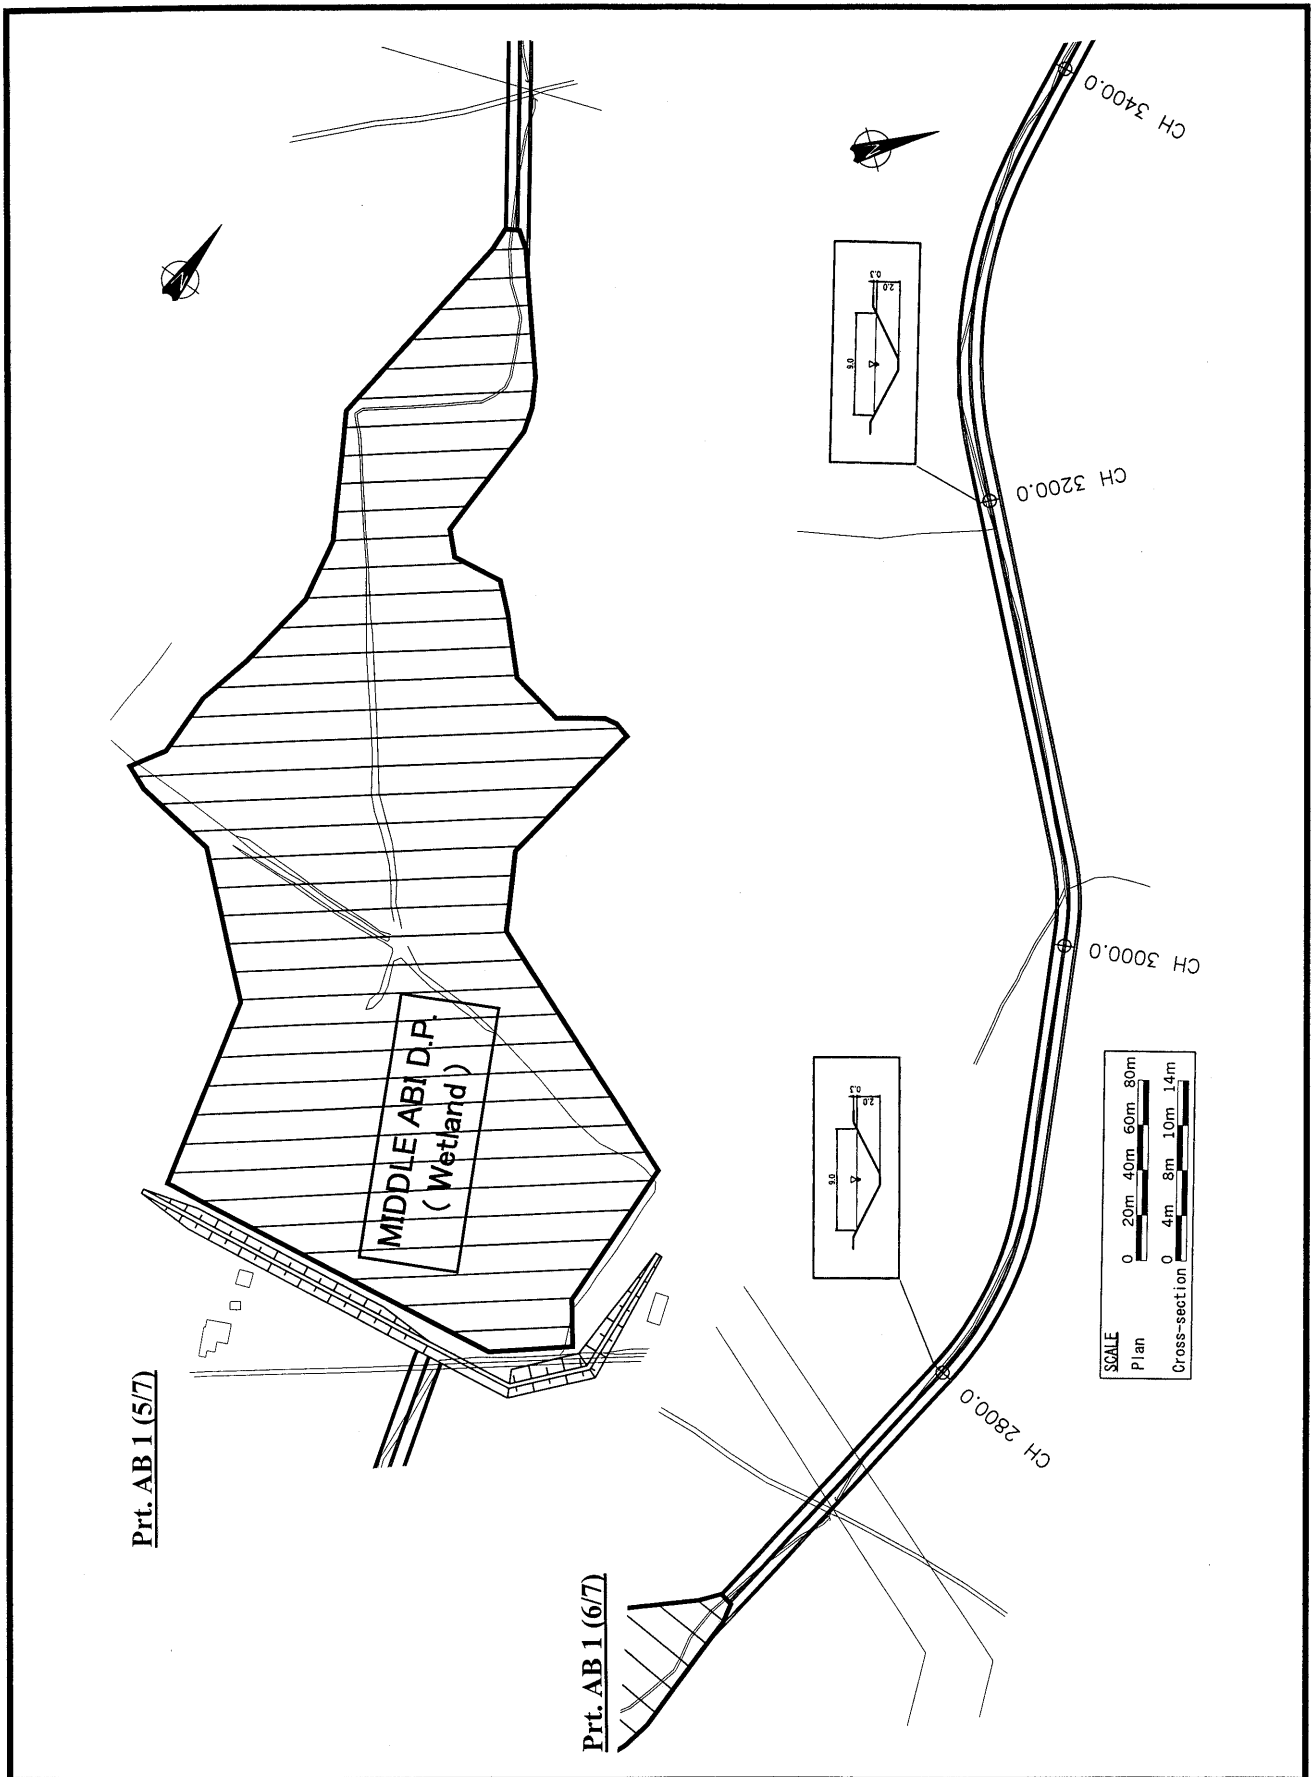 Prt. AB 1 (5/7)
MIDDLE ABI D.P.
( Wetland )
N
Prt. AB 1 (6/7)
N
CH 2800.0
CH 3000.0
CH 3200.0
CH 3400.0
9.0
0.3
2.0
9.0
0.3
2.0
SCALE
Plan 0 20m 40m 60m 80m
Cross-section 0 4m 8m 10m 14m